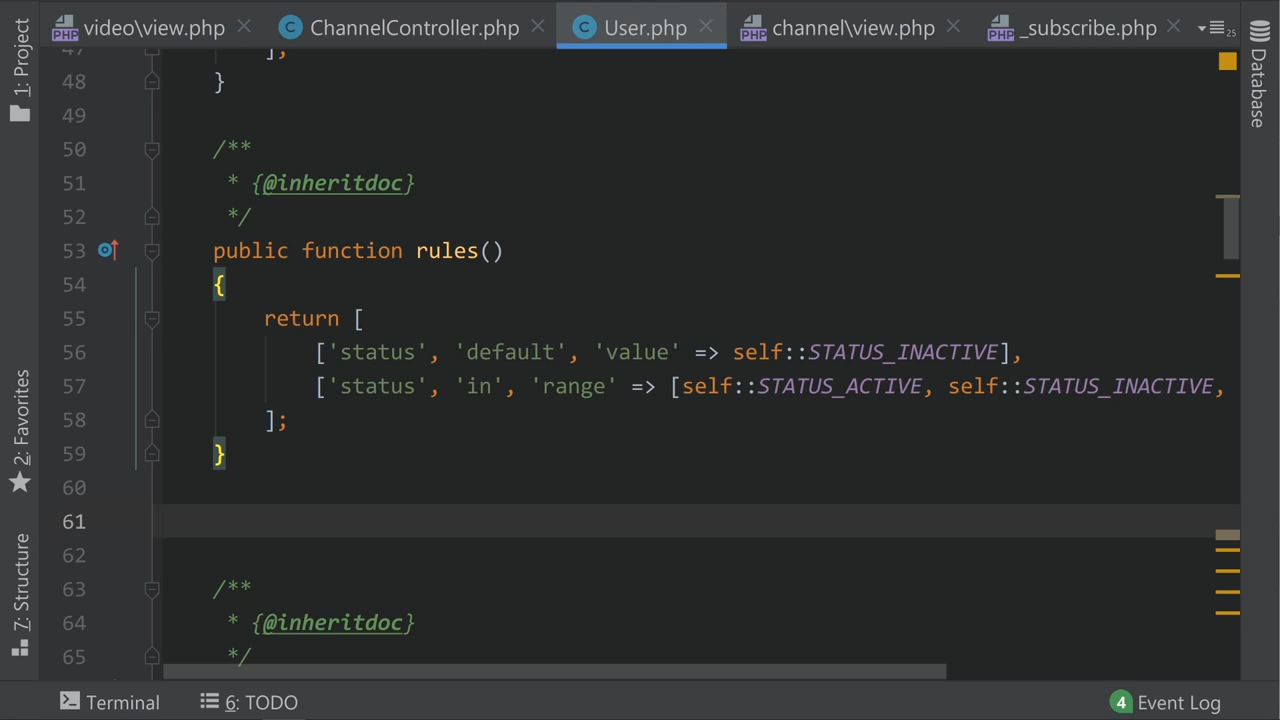 video\view.php
ChannelController.php
User.php
channel\view.php
_subscribe.php
25
1: Project
2: Favorites
7: Structure
Database
47 ];
48 }
49
50 /**
51 * {@inheritdoc}
52 */
53 public function rules()
54 {
55 return [
56 ['status', 'default', 'value' => self::STATUS_INACTIVE],
57 ['status', 'in', 'range' => [self::STATUS_ACTIVE, self::STATUS_INACTIVE,
58 ];
59 }
60
61
62
63 /**
64 * {@inheritdoc}
65 */
Terminal
6: TODO
4 Event Log